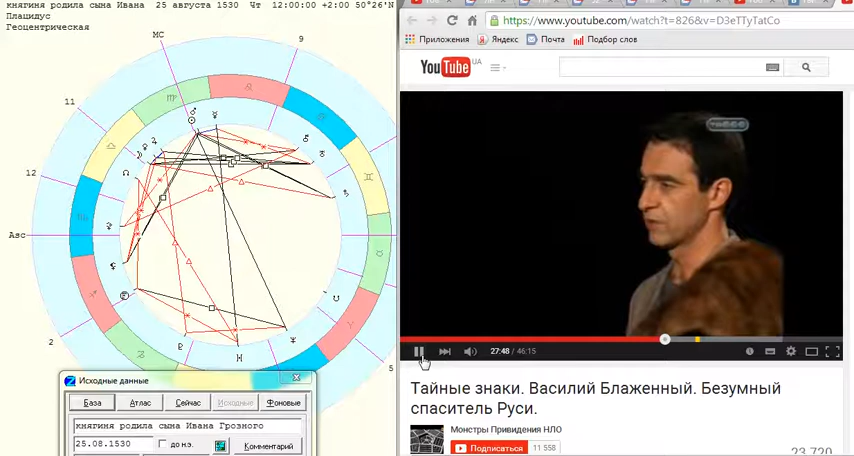 княгиня родила сына Ивана 25 августа 1530 Чт 12:00:00 +2:00 50°26'N
Плацидус
Геоцентрическая
MC
9
11
12
Asc
2
5
Исходные данные
База
Атлас
Сейчас
Исходные
Фоновые
княгиня родила сына Ивана Грозного
25.08.1530
до н.э.
Комментарий
https://www.youtube.com/watch?t=826&v=D3eTTyTatCo
Приложения
Яндекс
Почта
Подбор слов
YouTube UA
27:48 / 46:15
Тайные знаки. Василий Блаженный. Безумный
спаситель Руси.
Монстры Привидения НЛО
Подписаться 11 558
23 720